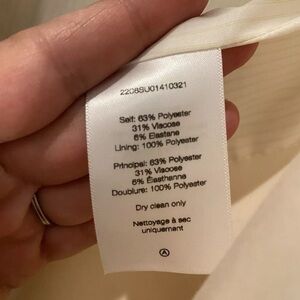 2208SU01410321
Self: 63% Polyester
31% Viscose
6% Elastane
Lining: 100% Polyester
Principal: 63% Polyester
31% Viscose
6% Élasthanne
Doublure: 100% Polyester
Dry clean only
Nettoyage à sec
uniquement
A